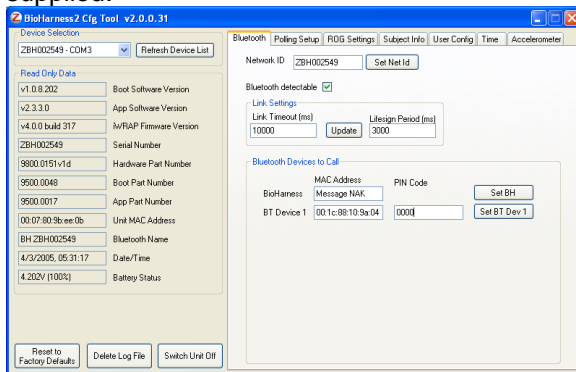 supplied.
BioHarness2 Cfg Tool v2.0.0.31
Device Selection
ZBH002549 - COM3
Refresh Device List
Read Only Data
v1.0.8.202 Boot Software Version
v2.3.3.0 App Software Version
v4.0.0 build 317 iWRAP Firmware Version
ZBH002549 Serial Number
9800.0151v1d Hardware Part Number
9500.0048 Boot Part Number
9500.0017 App Part Number
00:07:80:9b:ee:0b Unit MAC Address
BH ZBH002549 Bluetooth Name
4/3/2005, 05:31:17 Date/Time
4.202V (100%) Battery Status
Reset to
Factory Defaults
Delete Log File
Switch Unit Off
Bluetooth Polling Setup ROG Settings Subject Info User Config Time Accelerometer
Network ID ZBH002549 Set Net Id
Bluetooth detectable
Link Settings
Link Timeout (ms) Lifesign Period (ms)
10000 Update 3000
Bluetooth Devices to Call
MAC Address PIN Code
BioHarness Message NAK Set BH
BT Device 1 00:1c:88:10:9a:04 0000 Set BT Dev 1